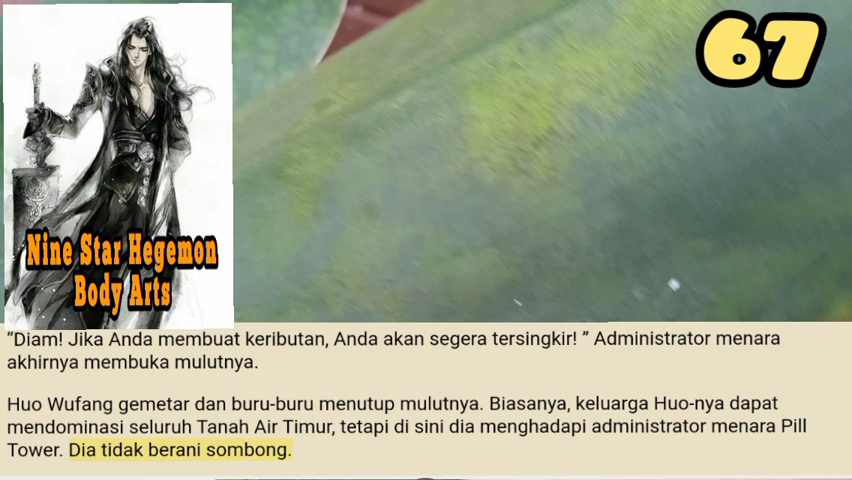 67
Nine Star Hegemon
Body Arts
“Diam! Jika Anda membuat keributan, Anda akan segera tersingkir! ” Administrator menara
akhirnya membuka mulutnya.
Huo Wufang gemetar dan buru-buru menutup mulutnya. Biasanya, keluarga Huo-nya dapat
mendominasi seluruh Tanah Air Timur, tetapi di sini dia menghadapi administrator menara Pill
Tower. Dia tidak berani sombong.